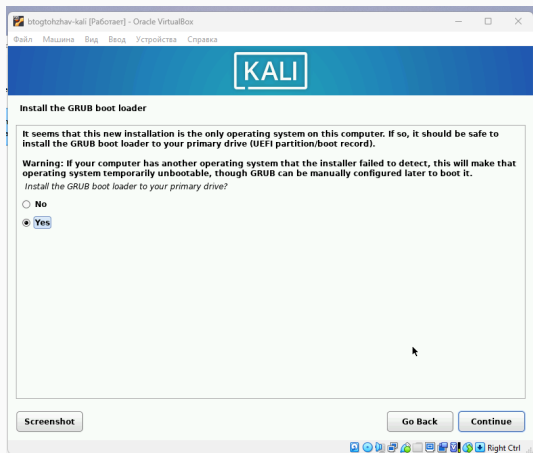 btogtohzhav-kali [Работает] - Oracle VirtualBox
Файл Машина Вид Ввод Устройства Справка
KALI
Install the GRUB boot loader
It seems that this new installation is the only operating system on this computer. If so, it should be safe to
install the GRUB boot loader to your primary drive (UEFI partition/boot record).
Warning: If your computer has another operating system that the installer failed to detect, this will make that
operating system temporarily unbootable, though GRUB can be manually configured later to boot it.
Install the GRUB boot loader to your primary drive?
No
Yes
Screenshot Go Back Continue
Right Ctrl